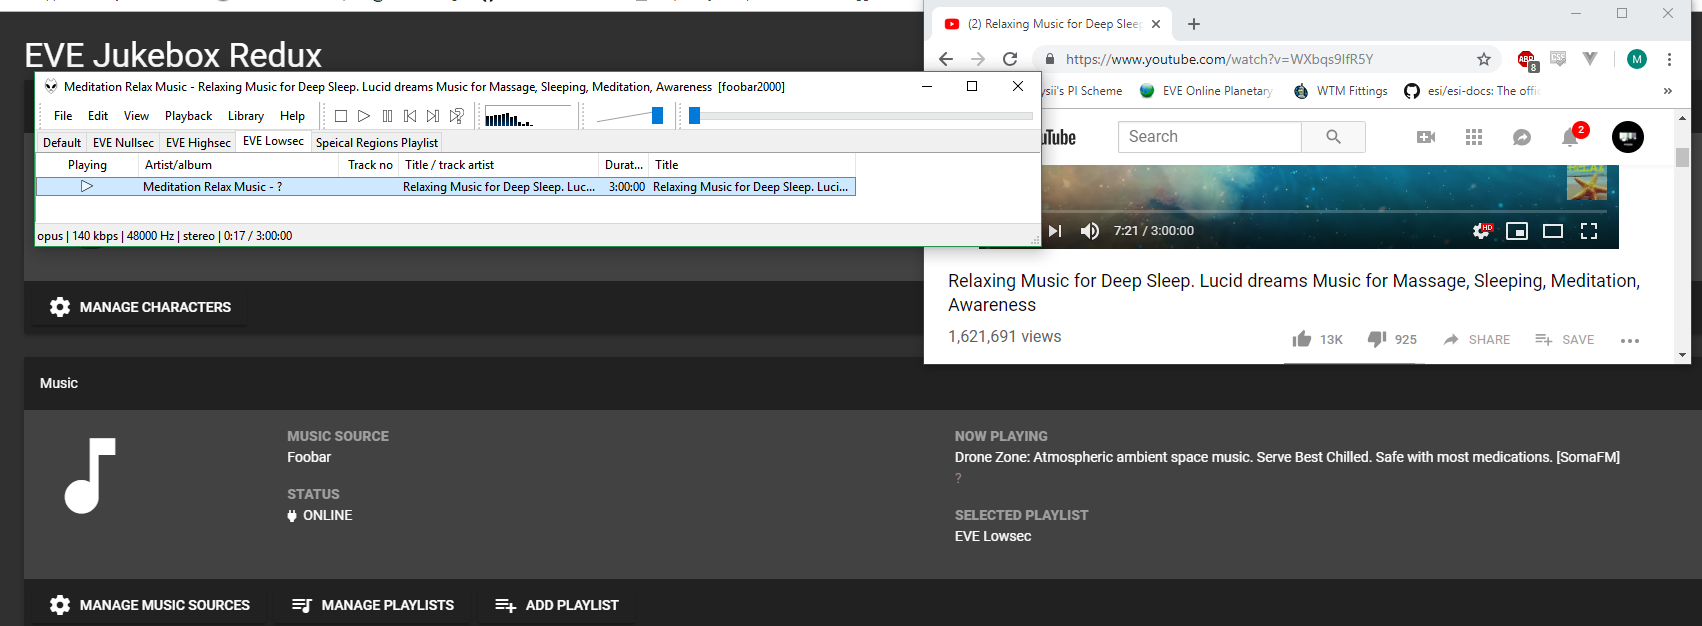 EVE Jukebox Redux
Meditation Relax Music - Relaxing Music for Deep Sleep. Lucid dreams Music for Massage, Sleeping, Meditation, Awareness [foobar2000]
File Edit View Playback Library Help
Default EVE Nullsec EVE Highsec EVE Lowsec Speical Regions Playlist
Playing Artist/album Track no Title / track artist Durat... Title
Meditation Relax Music - ? Relaxing Music for Deep Sleep. Luc... 3:00:00 Relaxing Music for Deep Sleep. Luci...
opus | 140 kbps | 48000 Hz | stereo | 0:17 / 3:00:00
(2) Relaxing Music for Deep Sleep
https://www.youtube.com/watch?v=WXbqs9IfR5Y
ABP 8 M
ysii's PI Scheme EVE Online Planetary WTM Fittings esi/esi-docs: The offic
uTube Search 2
RELAX
7:21 / 3:00:00 HD
Relaxing Music for Deep Sleep. Lucid dreams Music for Massage, Sleeping, Meditation,
Awareness
1,621,691 views
13K 925 SHARE SAVE
MANAGE CHARACTERS
Music
MUSIC SOURCE
Foobar
STATUS
ONLINE
NOW PLAYING
Drone Zone: Atmospheric ambient space music. Serve Best Chilled. Safe with most medications. [SomaFM]
?
SELECTED PLAYLIST
EVE Lowsec
MANAGE MUSIC SOURCES MANAGE PLAYLISTS ADD PLAYLIST